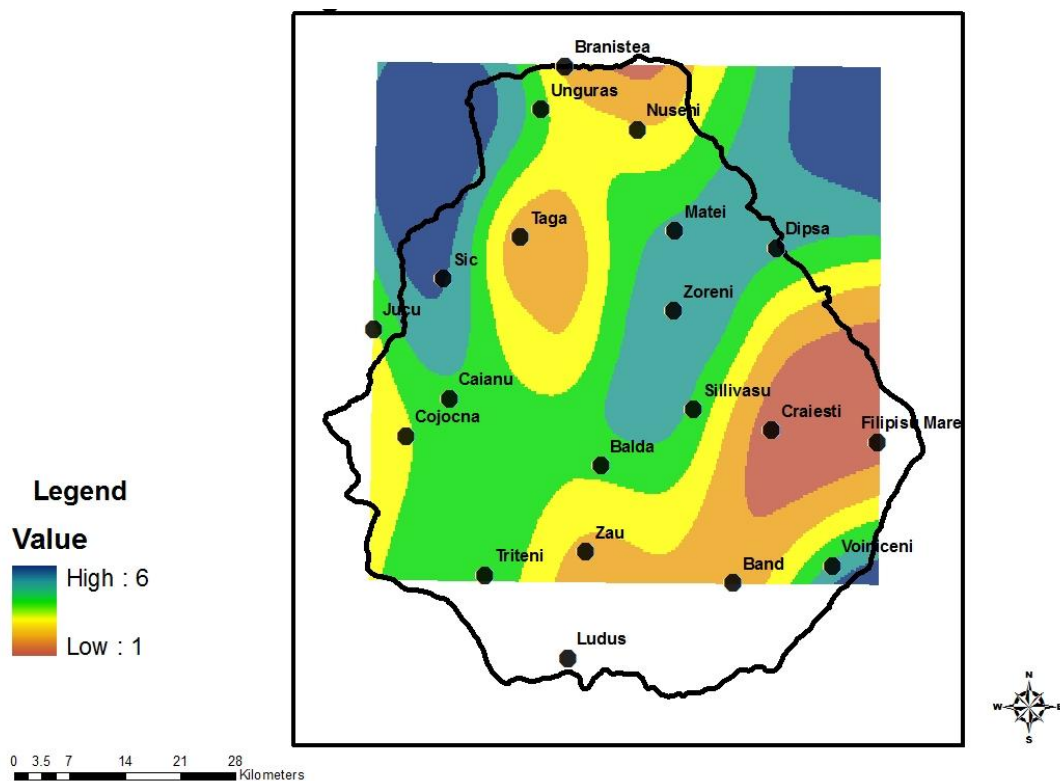 Branistea
Unguras
Nuseni
Taga
Matei
Dipsa
Sic
Zoreni
Jucu
Caianu
Sillivasu
Cojocna
Craiesti
Filipisu Mare
Balda
Zau
Triteni
Band
Voiniceni
Ludus
Legend
Value
High : 6
Low : 1
N
W E
S
0 3.5 7 14 21 28
Kilometers